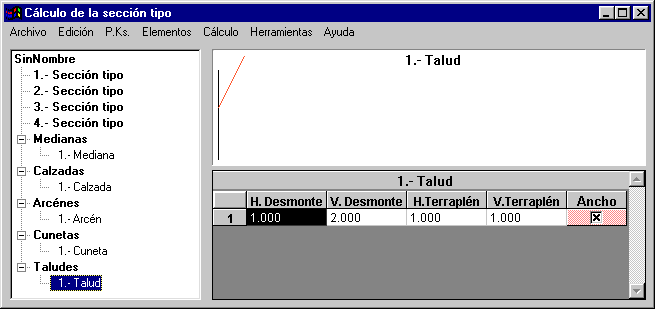 Cálculo de la sección tipo
Archivo Edición P.Ks. Elementos Cálculo Herramientas Ayuda
SinNombre
1.- Sección tipo
2.- Sección tipo
3.- Sección tipo
4.- Sección tipo
Medianas
1.- Mediana
Calzadas
1.- Calzada
Arcénes
1.- Arcén
Cunetas
1.- Cuneta
Taludes
1.- Talud
1.- Talud
1.- Talud
H. Desmonte V. Desmonte H.Terraplén V.Terraplén Ancho
1 1.000 2.000 1.000 1.000